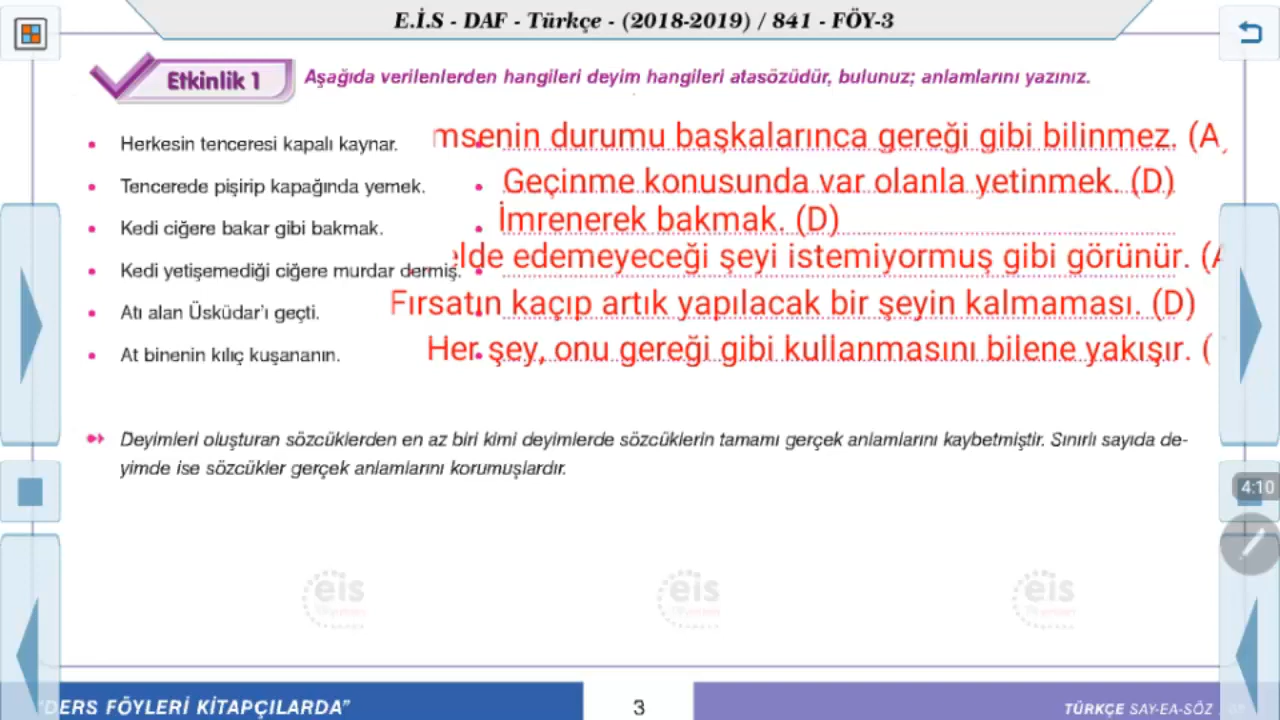 E.İ.S - DAF - Türkçe - (2018-2019) / 841 - FÖY-3
Etkinlik 1
Aşağıda verilenlerden hangileri deyim hangileri atasözüdür, bulunuz; anlamlarını yazınız.
• Herkesin tenceresi kapalı kaynar. msenin durumu başkalarınca gereği gibi bilinmez. (A
• Tencerede pişirip kapağında yemek. • Geçinme konusunda var olanla yetinmek. (D)
• Kedi ciğere bakar gibi bakmak. • İmrenerek bakmak. (D)
• Kedi yetişemediği ciğere murdar dermiş. • elde edemeyeceği şeyi istemiyormuş gibi görünür. (A
• Atı alan Üsküdar'ı geçti. Fırsatın kaçıp artık yapılacak bir şeyin kalmaması. (D)
• At binenin kılıç kuşananın. Her şey, onu gereği gibi kullanmasını bilene yakışır. (
Deyimleri oluşturan sözcüklerden en az biri kimi deyimlerde sözcüklerin tamamı gerçek anlamlarını kaybetmiştir. Sınırlı sayıda de-
yimde ise sözcükler gerçek anlamlarını korumuşlardır.
4:10
eis eis eis
"DERS FÖYLERİ KİTAPÇILARDA" 3 TÜRKÇE SAY-EA-SÖZ